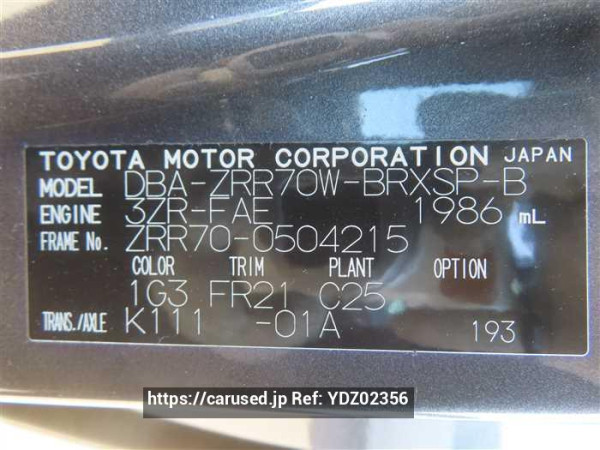 TOYOTA MOTOR CORPORATION JAPAN
MODEL DBA-ZRR70W-BRXSP-B
ENGINE 3ZR-FAE 1986 mL
FRAME No. ZRR70-0504215
COLOR TRIM PLANT OPTION
1G3 FR21 C25
TRANS./AXLE K111 -01A 193
https://carused.jp Ref: YDZ02356